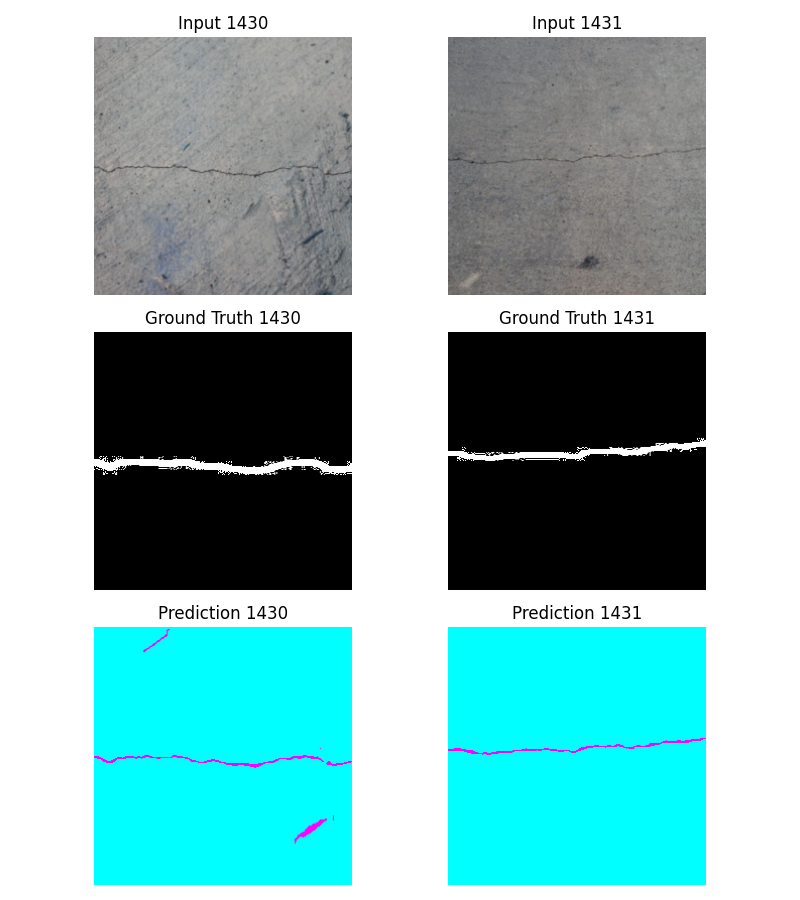 Input 1430
Input 1431
Ground Truth 1430
Ground Truth 1431
Prediction 1430
Prediction 1431